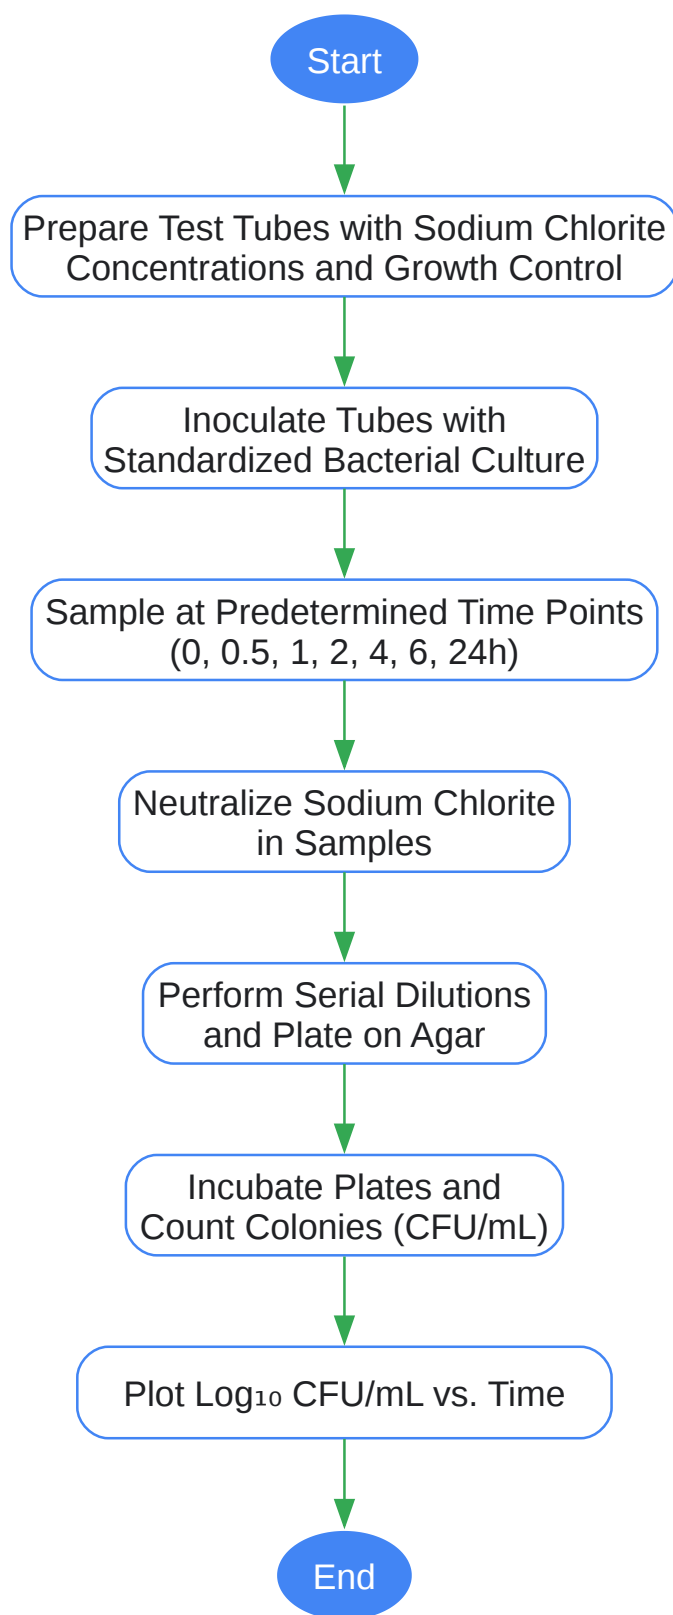 Start
Prepare Test Tubes with Sodium Chlorite
Concentrations and Growth Control
Inoculate Tubes with
Standardized Bacterial Culture
Sample at Predetermined Time Points
(0, 0.5, 1, 2, 4, 6, 24h)
Neutralize Sodium Chlorite
in Samples
Perform Serial Dilutions
and Plate on Agar
Incubate Plates and
Count Colonies (CFU/mL)
Plot Log₁₀ CFU/mL vs. Time
End